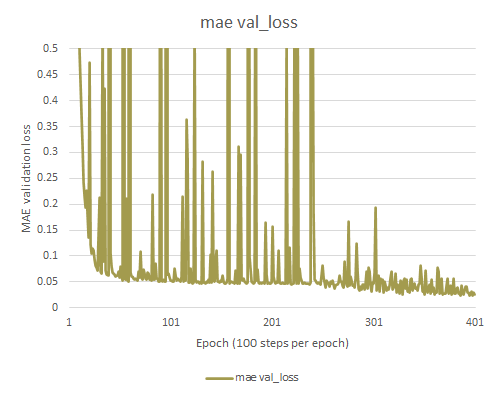 mae val_loss
0.5
0.45
0.4
0.35
0.3
0.25
0.2
0.15
0.1
0.05
0
MAE validation loss
1 101 201 301 401
Epoch (100 steps per epoch)
mae val_loss